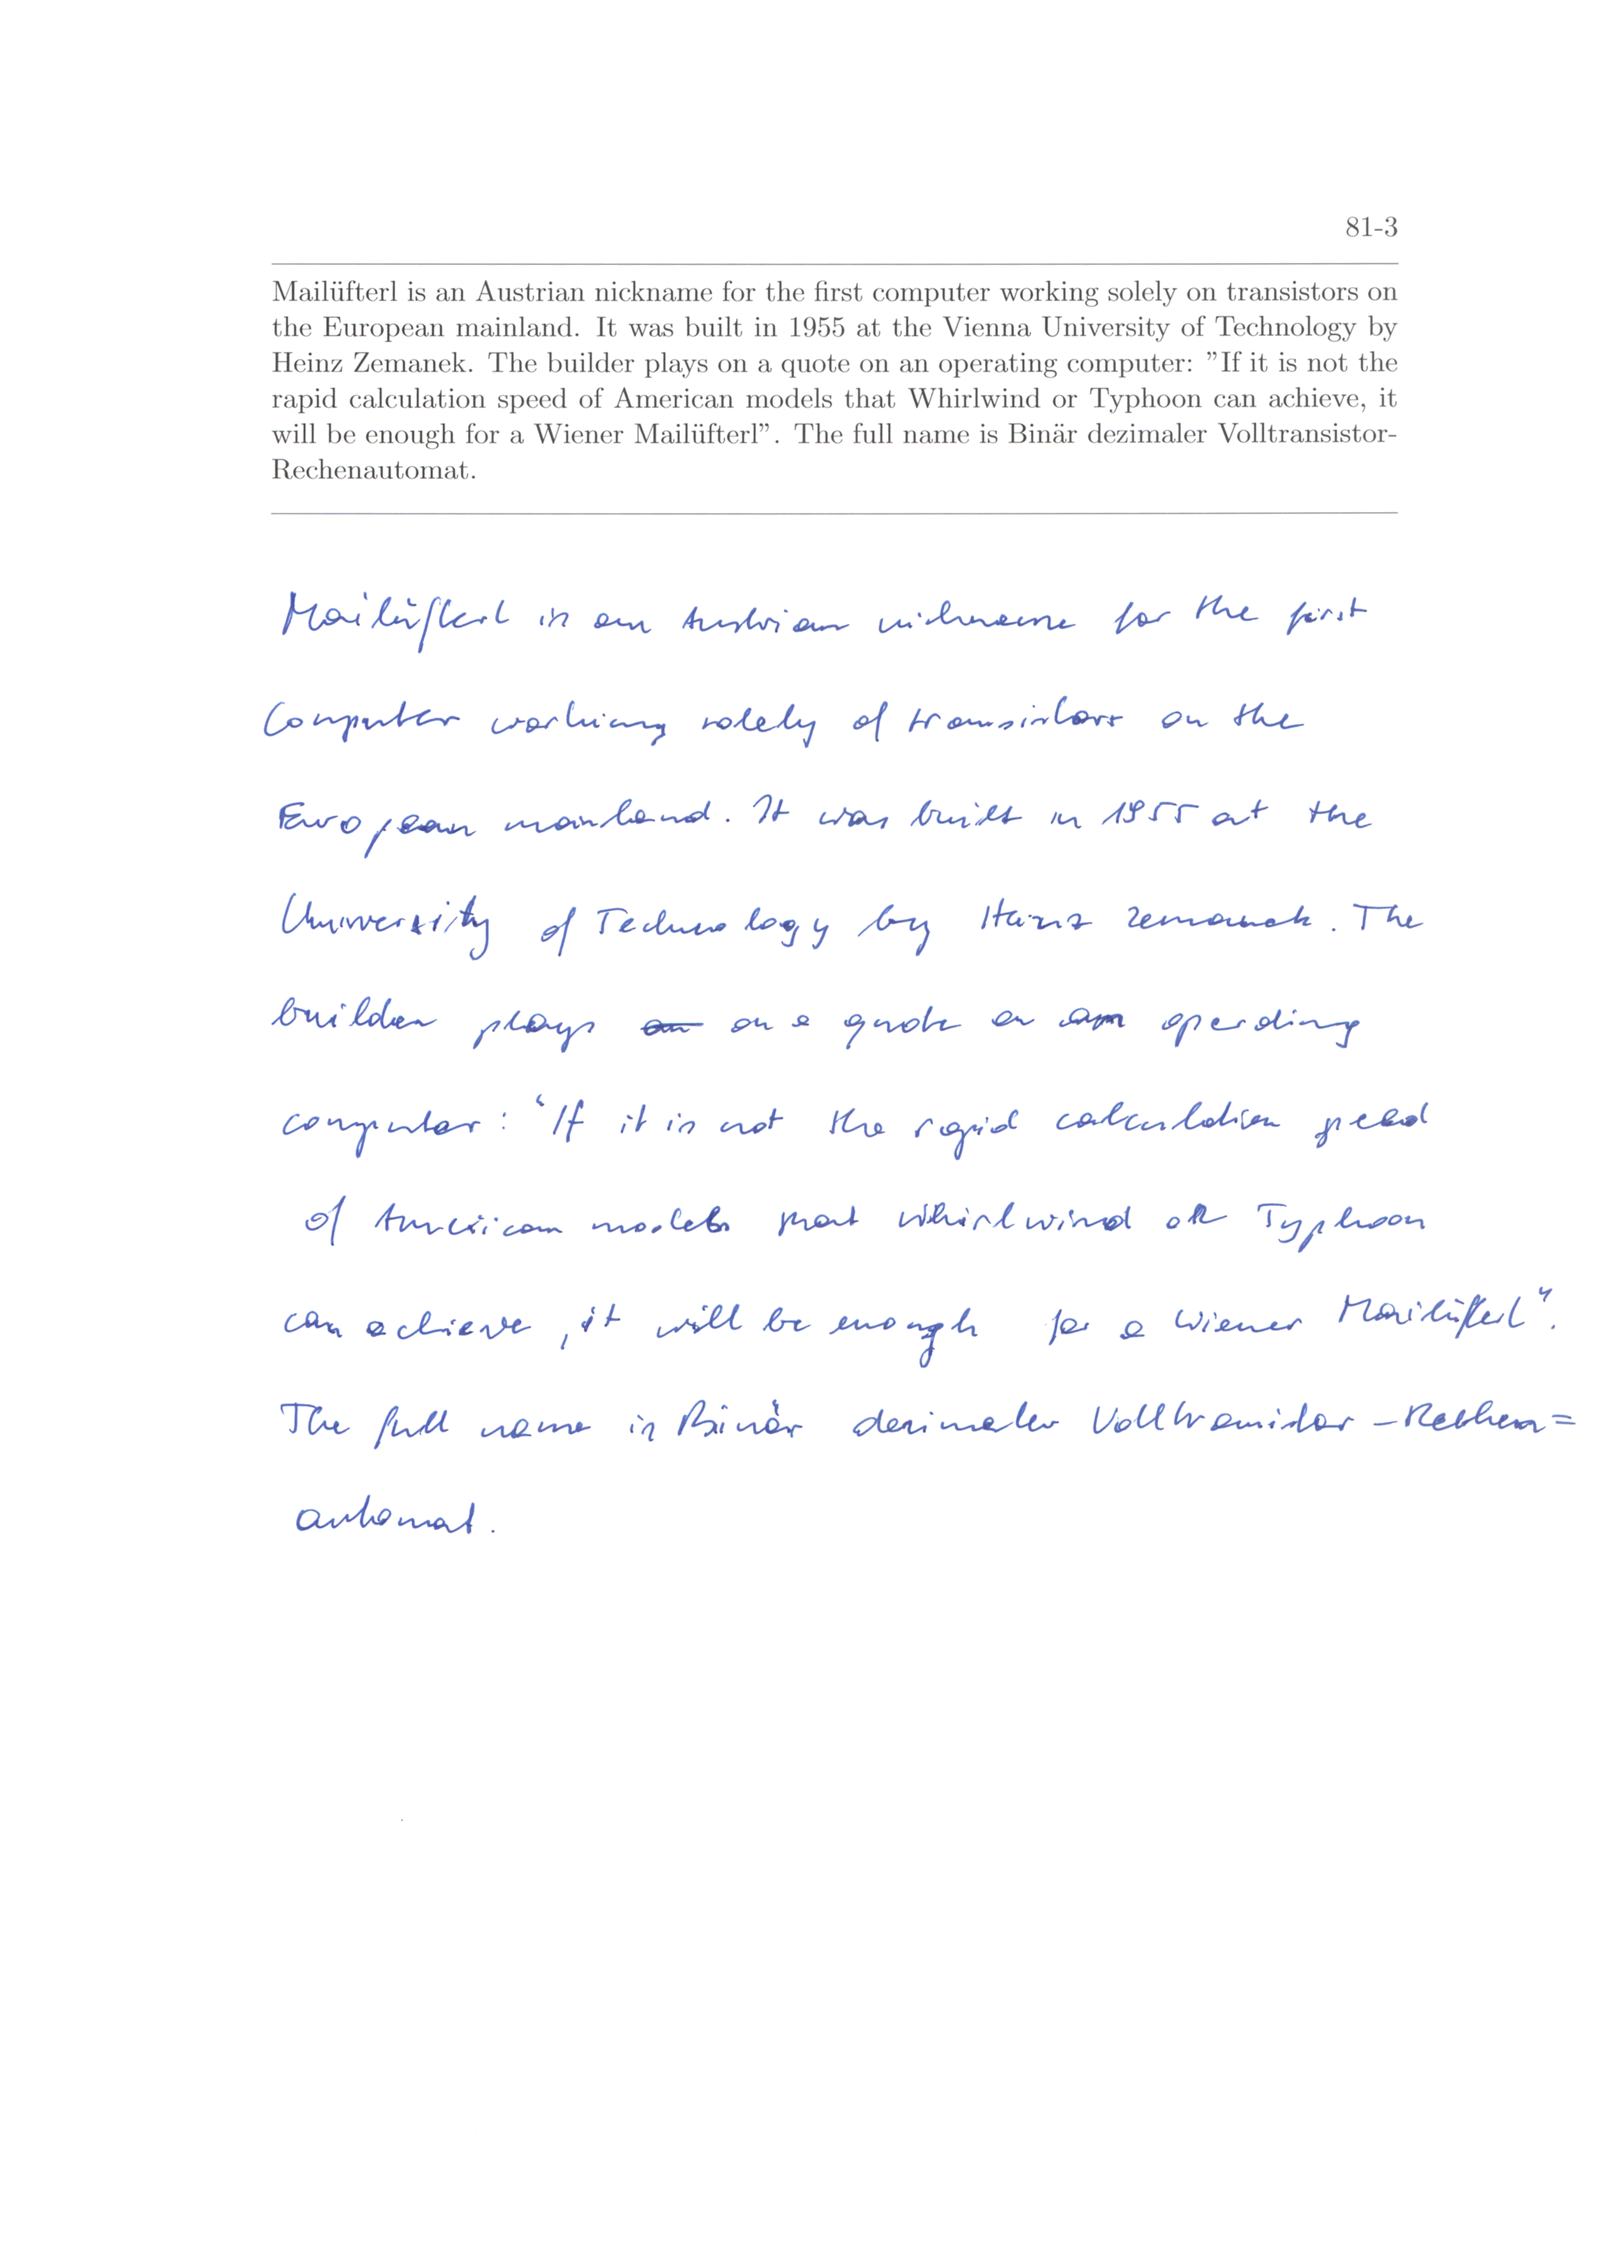 81-3
Mailüfterl is an Austrian nickname for the first computer working solely on transistors on
the European mainland. It was built in 1955 at the Vienna University of Technology by
Heinz Zemanek. The builder plays on a quote on an operating computer: ”If it is not the
rapid calculation speed of American models that Whirlwind or Typhoon can achieve, it
will be enough for a Wiener Mailüfterl”. The full name is Binär dezimaler Volltransistor-
Rechenautomat.
Mailüfterl is an Austrian nickname for the first
Computer working solely of transistors on the
European mainland. It was built in 1955 at the
University of Technology by Heinz Zemanek. The
builder plays on a quote on an operating
computer: “If it is not the rapid calculation speed
of American models that Whirlwind or Typhoon
can achieve, it will be enough for a Wiener Mailüfterl”.
The full name is Binär dezimaler Volltransistor-Rechen=
automat.